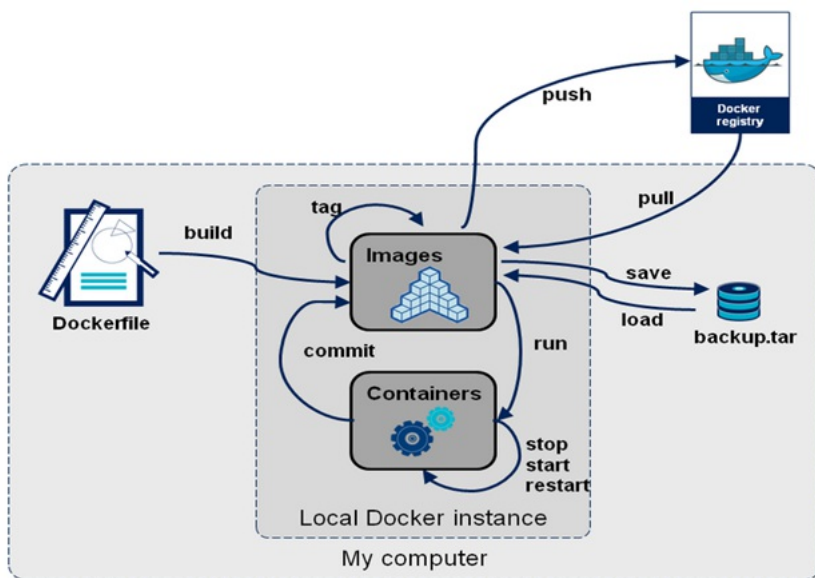 push
Docker
registry
pull
tag
build
Images
save
Dockerfile
load
backup.tar
commit
run
Containers
stop
start
restart
Local Docker instance
My computer